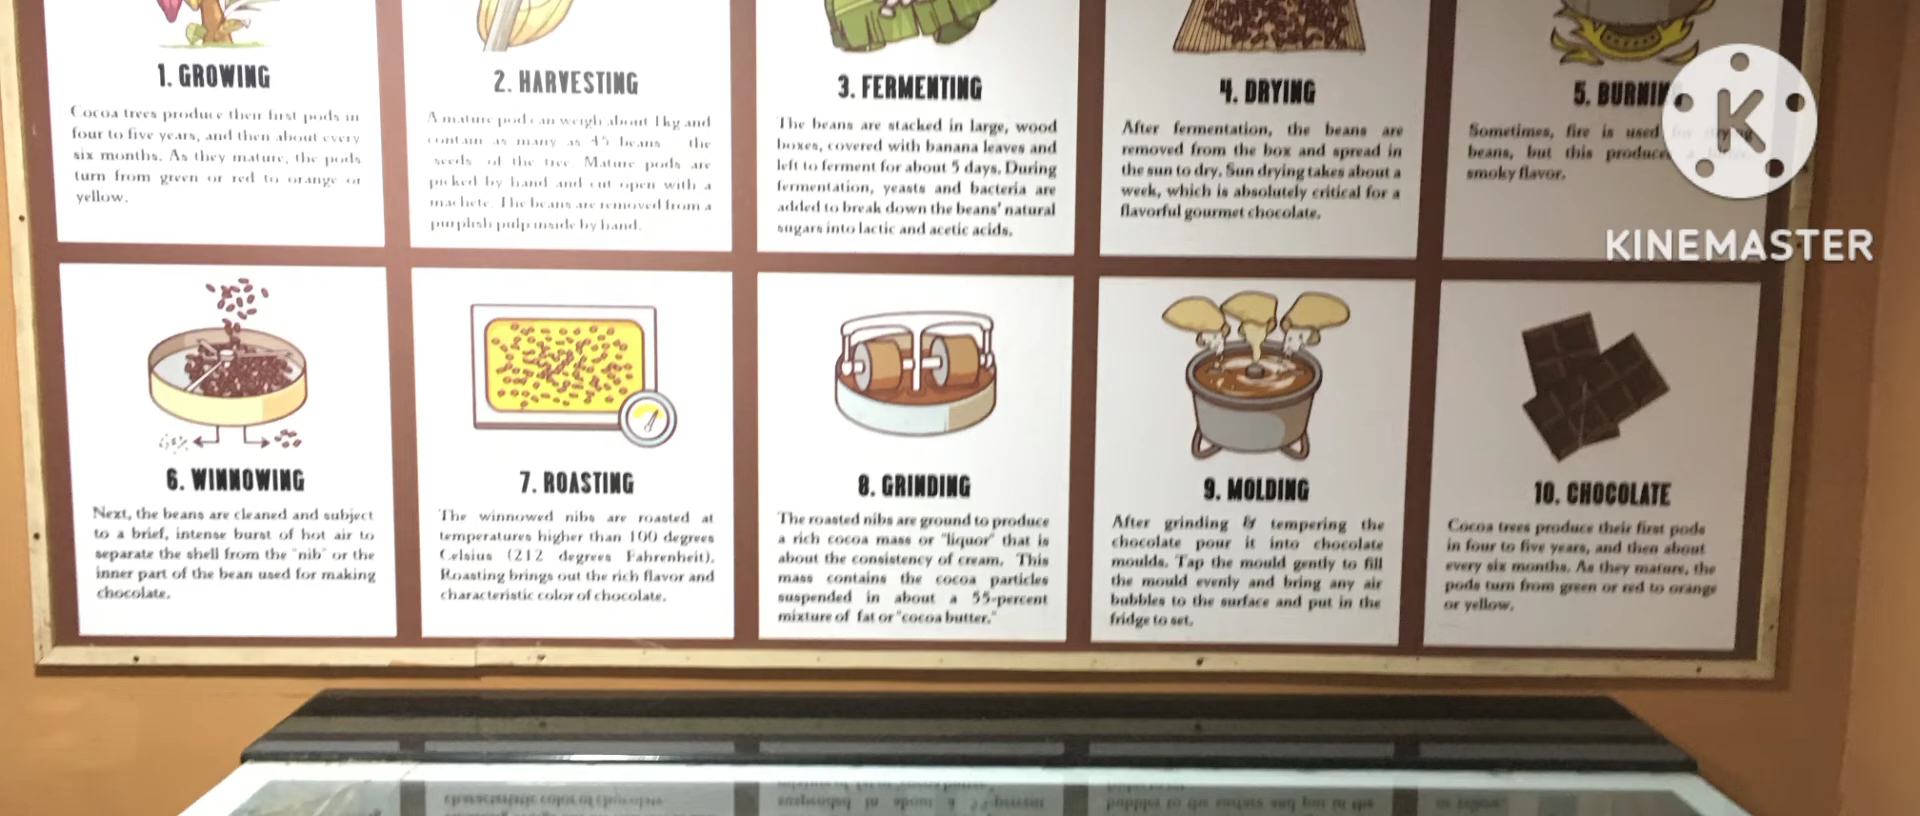 1. GROWING
Cocoa trees produce their first pods in
four to five years, and then about every
six months. As they mature, the pods
turn from green or red to orange or
yellow.
2. HARVESTING
A mature pod can weigh about 1kg and
contain as many as 45 beans the
seeds of the tree Mature pods are
picked by hand and cut open with a
machete. The beans are removed from a
purplish pulp inside by hand.
3. FERMENTING
The beans are stacked in large, wood
boxes, covered with banana leaves and
left to ferment for about 5 days. During
fermentation, yeasts and bacteria are
added to break down the beans' natural
sugars into lactic and acetic acids.
4. DRYING
After fermentation, the beans are
removed from the box and spread in
the sun to dry. Sun drying takes about a
week, which is absolutely critical for a
flavorful gourmet chocolate.
5.
Sometimes, fire is used
beans, but this
smoky flavor.
KINEMASTER
6. WINNOWING
Next, the beans are cleaned and subject
to a brief, intense burst of hot air to
separate the shell from the "nib" or the
inner part of the bean used for making
chocolate.
7. ROASTING
The winnowed nibs are roasted at
temperatures higher than 100 degrees
Celsius (212 degrees Fahrenheit).
Roasting brings out the rich flavor and
characteristic color of chocolate.
8. GRINDING
The roasted nibs are ground to produce
a rich cocoa mass or "liquor" that is
about the consistency of cream. This
mass contains the cocoa particles
suspended in about a 55-percent
mixture of fat or "cocoa butter."
9. MOLDING
After grinding & tempering the
chocolate pour it into chocolate
moulds. Tap the mould gently to fill
the mould evenly and bring any air
bubbles to the surface and put in the
fridge to set.
10. CHOCOLATE
Cocoa trees produce their first pods
in four to five years, and then about
every six months. As they mature, the
pods turn from green or red to orange
or yellow.